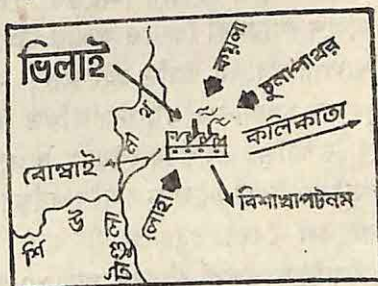 ভিলাই
কয়লা
চুনাপাথর
কলিকাতা
বোম্বাই
লোহা
বিশাখাপটনম